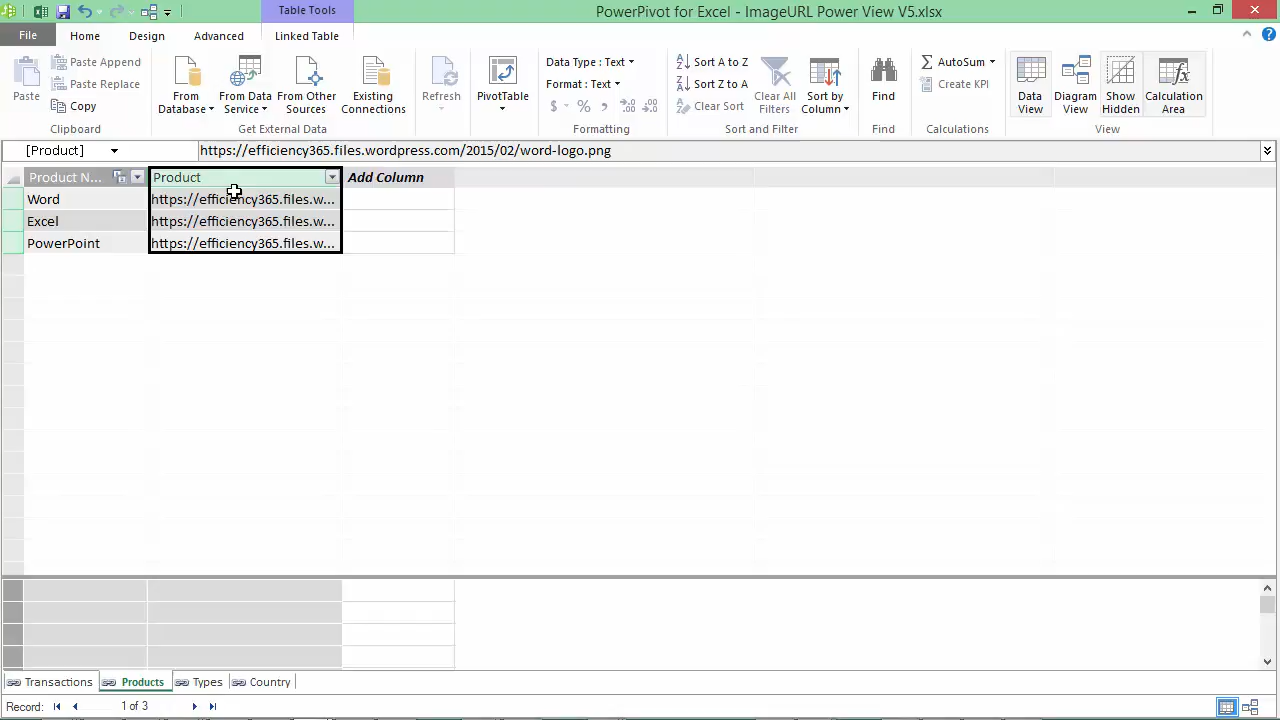 Table Tools
PowerPivot for Excel - ImageURL Power View V5.xlsx
File
Home
Design
Advanced
Linked Table
Paste
Paste Append
Paste Replace
Copy
Clipboard
From Database
From Data Service
From Other Sources
Existing Connections
Get External Data
Refresh
PivotTable
Data Type : Text
Format : Text
$ % ,
Formatting
Sort A to Z
Sort Z to A
Clear Sort
Clear All Filters
Sort by Column
Sort and Filter
Find
Find
AutoSum
Create KPI
Calculations
Data View
Diagram View
Show Hidden
Calculation Area
View
[Product]
https://efficiency365.files.wordpress.com/2015/02/word-logo.png
Product N...
Product
Add Column
Word
https://efficiency365.files.w...
Excel
https://efficiency365.files.w...
PowerPoint
https://efficiency365.files.w...
Transactions
Products
Types
Country
Record:
1 of 3